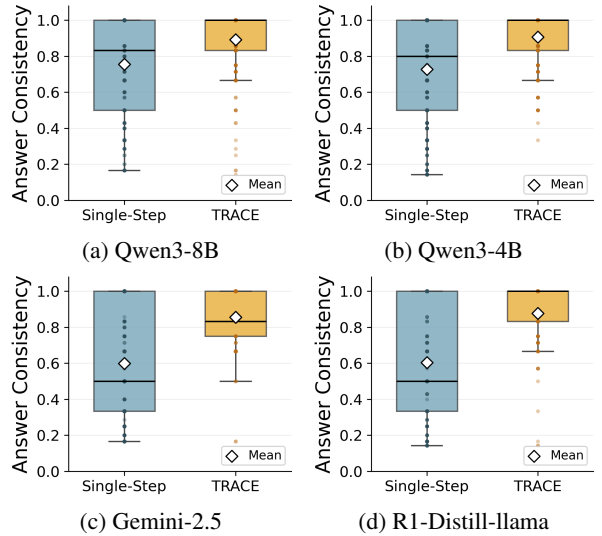 Answer Consistency
1.0
0.8
0.6
0.4
0.2
0.0
Single-Step
TRACE
Mean
(a) Qwen3-8B
Answer Consistency
1.0
0.8
0.6
0.4
0.2
0.0
Single-Step
TRACE
Mean
(b) Qwen3-4B
Answer Consistency
1.0
0.8
0.6
0.4
0.2
0.0
Single-Step
TRACE
Mean
(c) Gemini-2.5
Answer Consistency
1.0
0.8
0.6
0.4
0.2
0.0
Single-Step
TRACE
Mean
(d) R1-Distill-llama